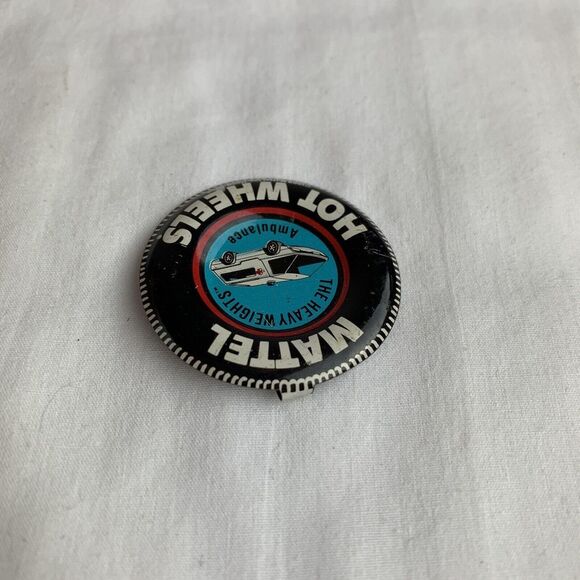 MATTEL
THE HEAVY WEIGHTS™
Ambulance
HOT WHEELS